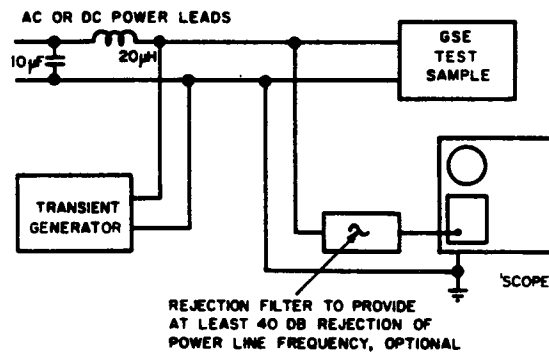 AC OR DC POWER LEADS
10µF
20µH
GSE
TEST
SAMPLE
TRANSIENT
GENERATOR
'SCOPE
REJECTION FILTER TO PROVIDE
AT LEAST 40 DB REJECTION OF
POWER LINE FREQUENCY, OPTIONAL